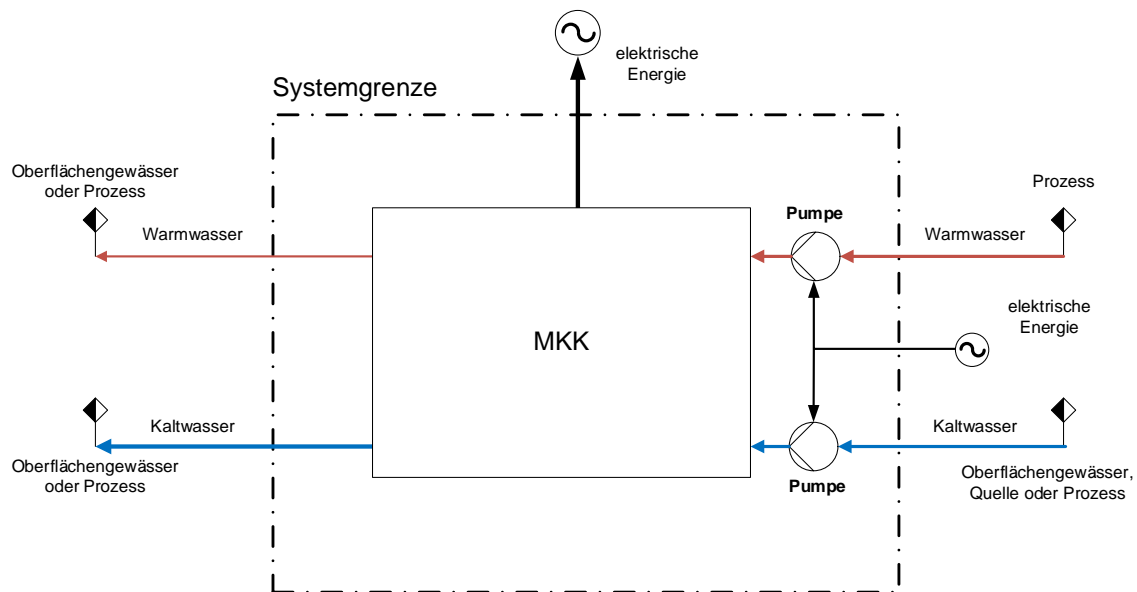 elektrische
Energie
Systemgrenze
Oberflächengewässer
oder Prozess
Prozess
Pumpe
Warmwasser
Warmwasser
MKK
elektrische
Energie
Kaltwasser
Kaltwasser
Oberflächengewässer
oder Prozess
Pumpe
Oberflächengewässer,
Quelle oder Prozess